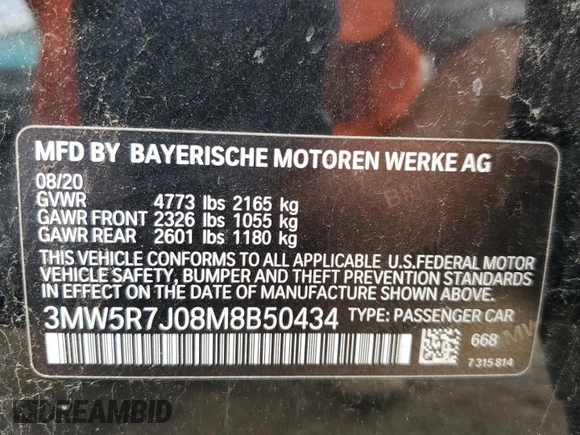 MFD BY BAYERISCHE MOTOREN WERKE AG
08/20
GVWR 4773 lbs 2165 kg
GAWR FRONT 2326 lbs 1055 kg
GAWR REAR 2601 lbs 1180 kg
THIS VEHICLE CONFORMS TO ALL APPLICABLE U.S.FEDERAL MOTOR
VEHICLE SAFETY, BUMPER AND THEFT PREVENTION STANDARDS
IN EFFECT ON THE DATE OF MANUFACTURE SHOWN ABOVE.
3MW5R7J08M8B50434 TYPE: PASSENGER CAR
668
7 315 814
DREAMBID